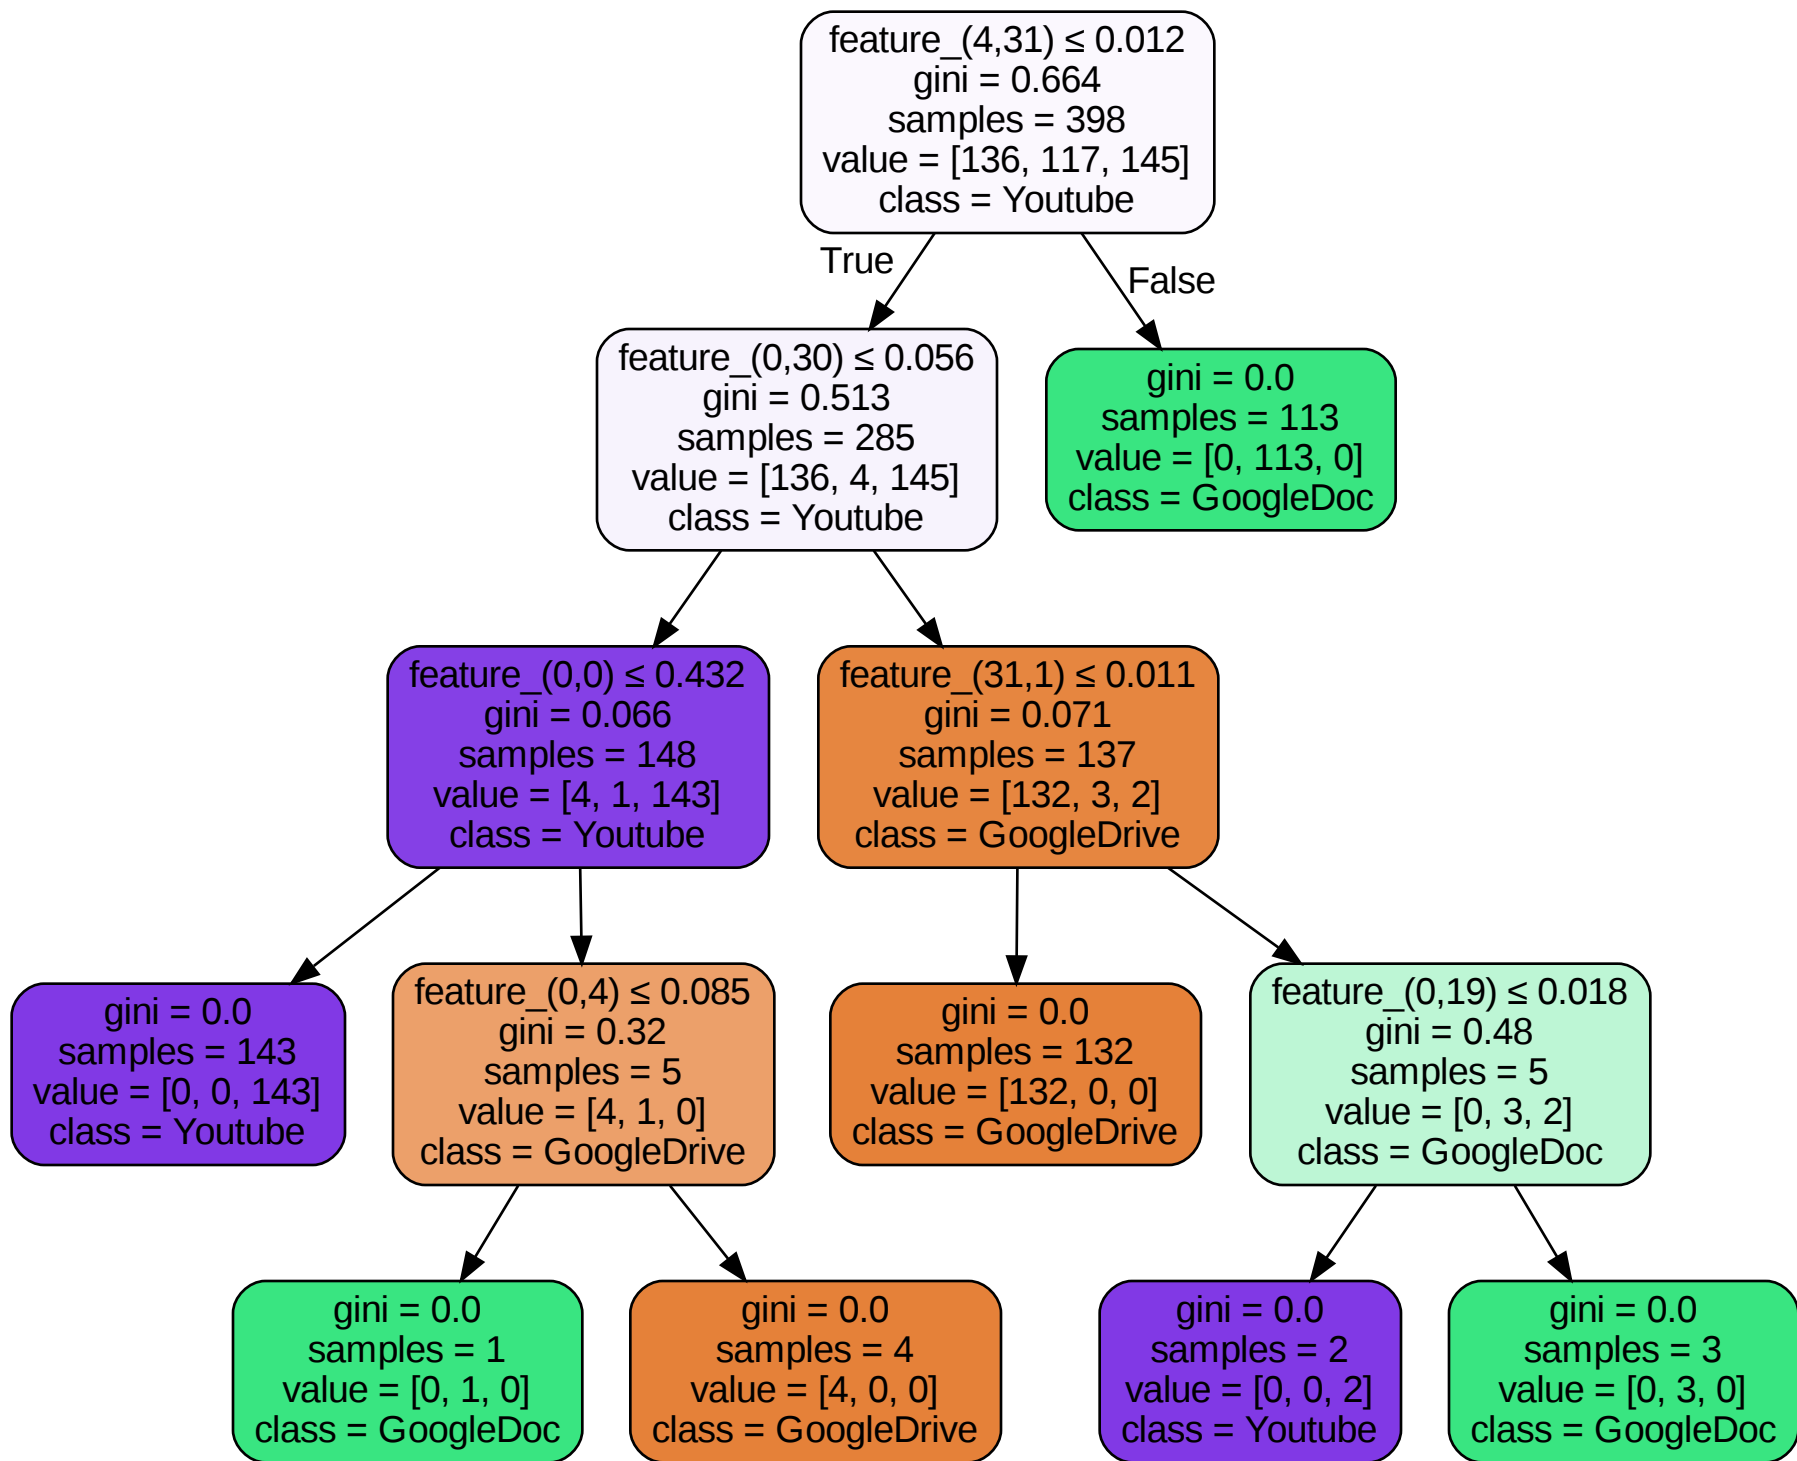 feature_(4,31) ≤ 0.012
gini = 0.664
samples = 398
value = [136, 117, 145]
class = Youtube
True
False
feature_(0,30) ≤ 0.056
gini = 0.513
samples = 285
value = [136, 4, 145]
class = Youtube
gini = 0.0
samples = 113
value = [0, 113, 0]
class = GoogleDoc
feature_(0,0) ≤ 0.432
gini = 0.066
samples = 148
value = [4, 1, 143]
class = Youtube
feature_(31,1) ≤ 0.011
gini = 0.071
samples = 137
value = [132, 3, 2]
class = GoogleDrive
gini = 0.0
samples = 143
value = [0, 0, 143]
class = Youtube
feature_(0,4) ≤ 0.085
gini = 0.32
samples = 5
value = [4, 1, 0]
class = GoogleDrive
gini = 0.0
samples = 132
value = [132, 0, 0]
class = GoogleDrive
feature_(0,19) ≤ 0.018
gini = 0.48
samples = 5
value = [0, 3, 2]
class = GoogleDoc
gini = 0.0
samples = 1
value = [0, 1, 0]
class = GoogleDoc
gini = 0.0
samples = 4
value = [4, 0, 0]
class = GoogleDrive
gini = 0.0
samples = 2
value = [0, 0, 2]
class = Youtube
gini = 0.0
samples = 3
value = [0, 3, 0]
class = GoogleDoc